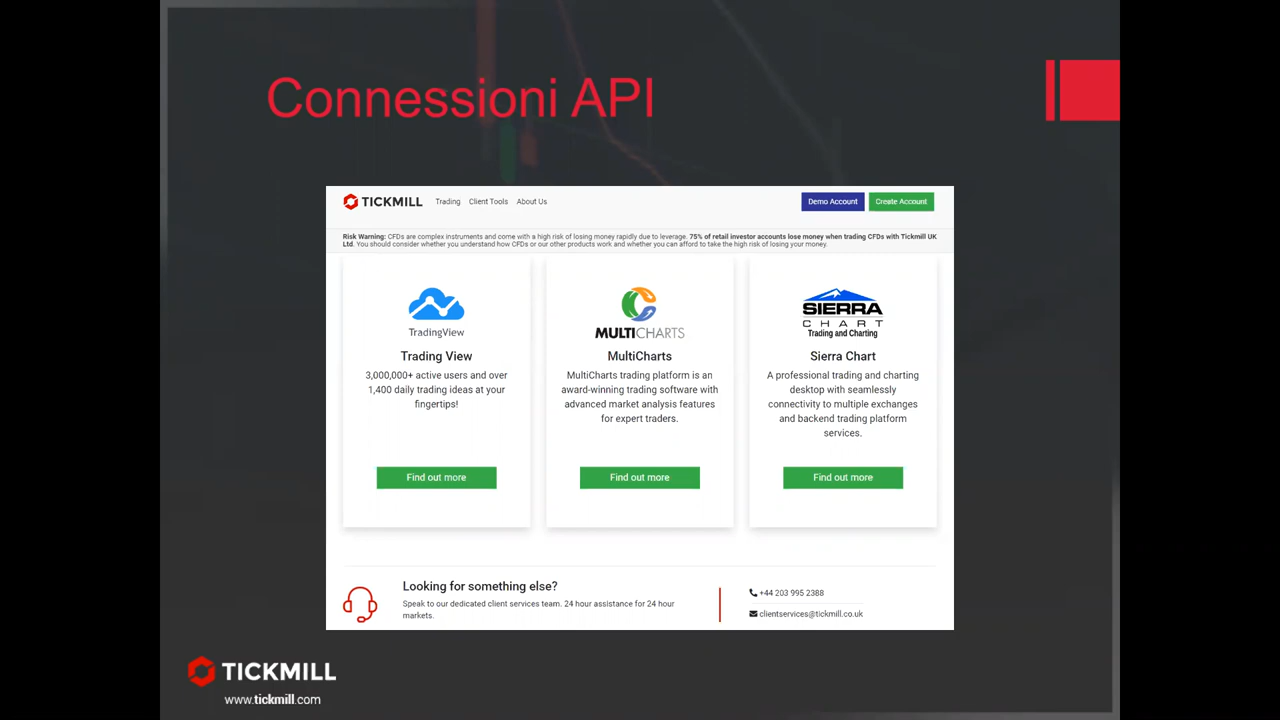 Connessioni API
TICKMILL Trading Client Tools About Us Demo Account Create Account
Risk Warning: CFDs are complex instruments and come with a high risk of losing money rapidly due to leverage. 75% of retail investor accounts lose money when trading CFDs with Tickmill UK
Ltd. You should consider whether you understand how CFDs or our other products work and whether you can afford to take the high risk of losing your money.
TradingView
Trading View
3,000,000+ active users and over
1,400 daily trading ideas at your
fingertips!
Find out more
MULTICHARTS
MultiCharts
MultiCharts trading platform is an
award-winning trading software with
advanced market analysis features
for expert traders.
Find out more
SIERRA
CHART
Trading and Charting
Sierra Chart
A professional trading and charting
desktop with seamlessly
connectivity to multiple exchanges
and backend trading platform
services.
Find out more
Looking for something else?
Speak to our dedicated client services team. 24 hour assistance for 24 hour
markets.
+44 203 995 2388
clientservices@tickmill.co.uk
TICKMILL
www.tickmill.com